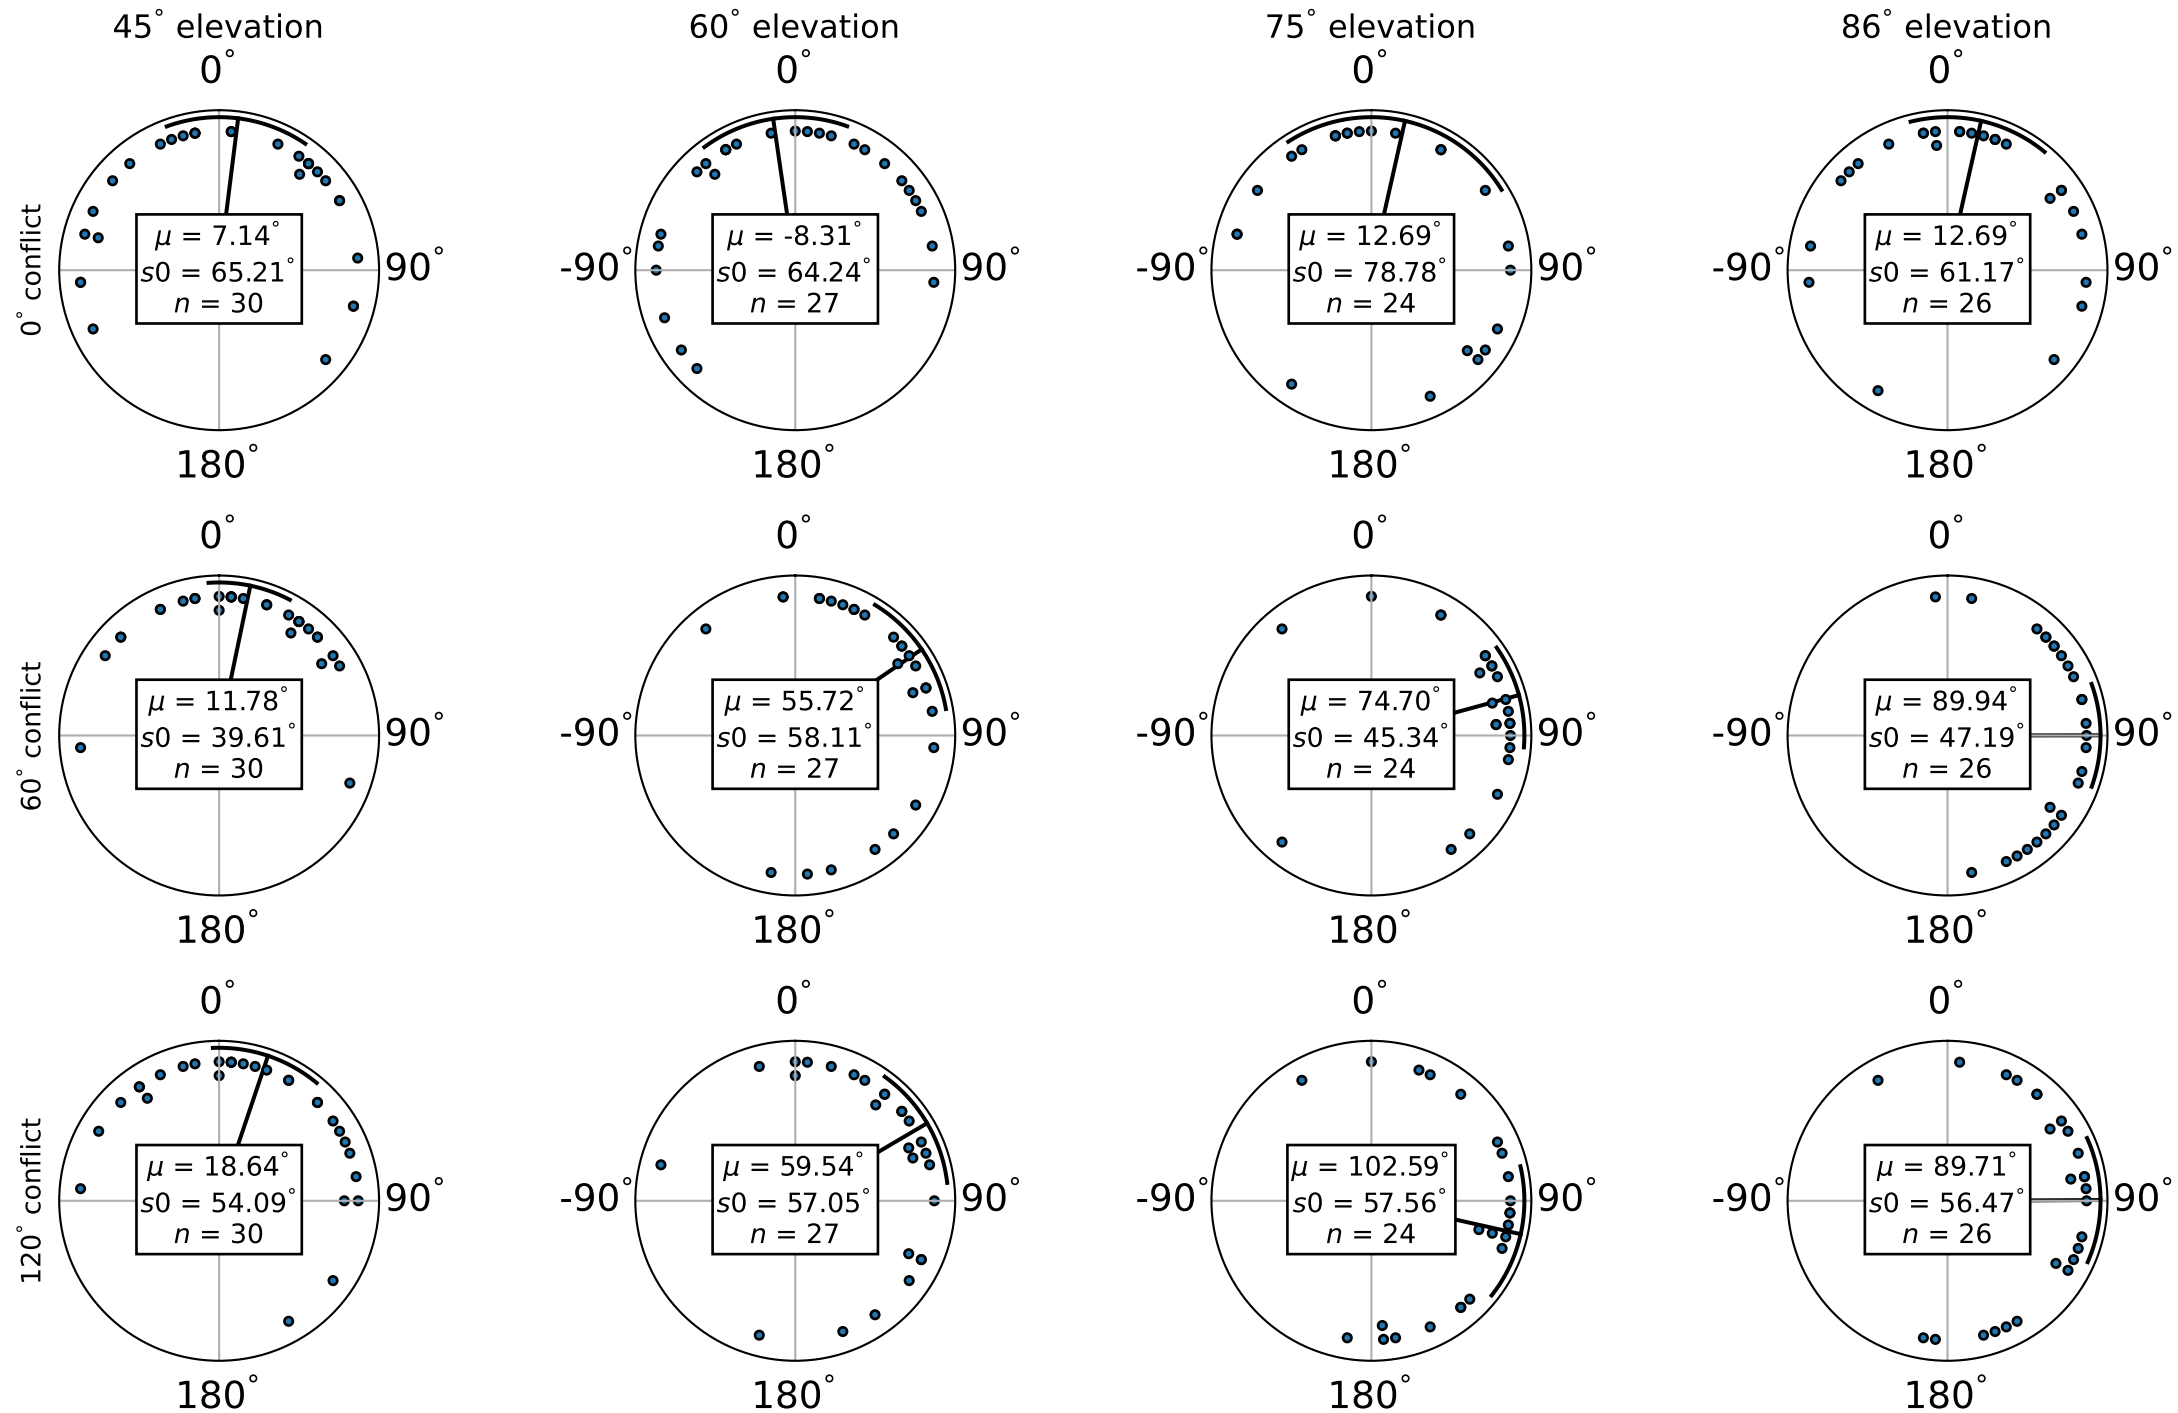 45° elevation
60° elevation
75° elevation
86° elevation
0°
0°
0°
0°
0° conflict
μ = 7.14°
s0 = 65.21°
n = 30
90°
-90°
μ = -8.31°
s0 = 64.24°
n = 27
90°
-90°
μ = 12.69°
s0 = 78.78°
n = 24
90°
-90°
μ = 12.69°
s0 = 61.17°
n = 26
90°
180°
180°
180°
180°
0°
0°
0°
0°
60° conflict
μ = 11.78°
s0 = 39.61°
n = 30
90°
-90°
μ = 55.72°
s0 = 58.11°
n = 27
90°
-90°
μ = 74.70°
s0 = 45.34°
n = 24
90°
-90°
μ = 89.94°
s0 = 47.19°
n = 26
90°
180°
180°
180°
180°
0°
0°
0°
0°
120° conflict
μ = 18.64°
s0 = 54.09°
n = 30
90°
-90°
μ = 59.54°
s0 = 57.05°
n = 27
90°
-90°
μ = 102.59°
s0 = 57.56°
n = 24
90°
-90°
μ = 89.71°
s0 = 56.47°
n = 26
90°
180°
180°
180°
180°